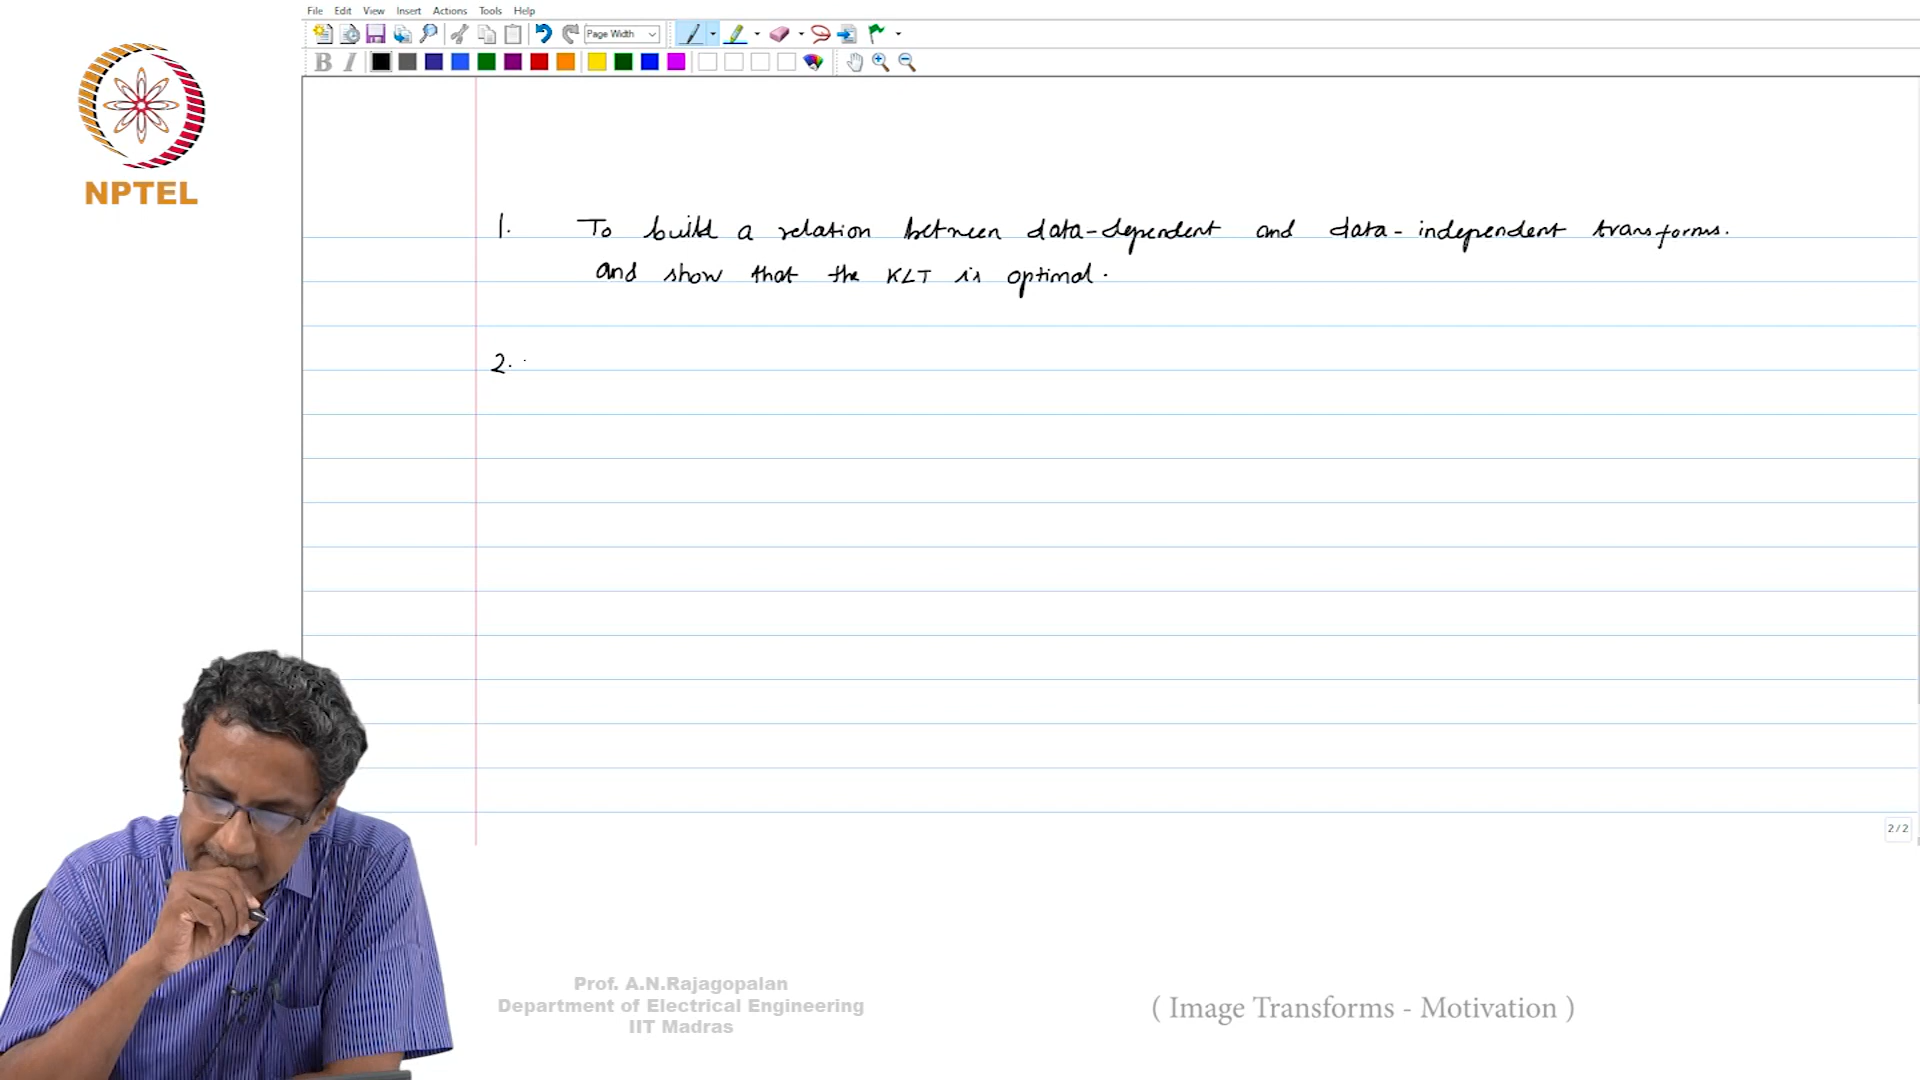 File Edit View Insert Actions Tools Help
Page Width
B I
NPTEL
1. To build a relation between data-dependent and data-independent transforms.
and show that the KLT is optimal.
2.
2/2
Prof. A.N.Rajagopalan
Department of Electrical Engineering
IIT Madras
( Image Transforms - Motivation )